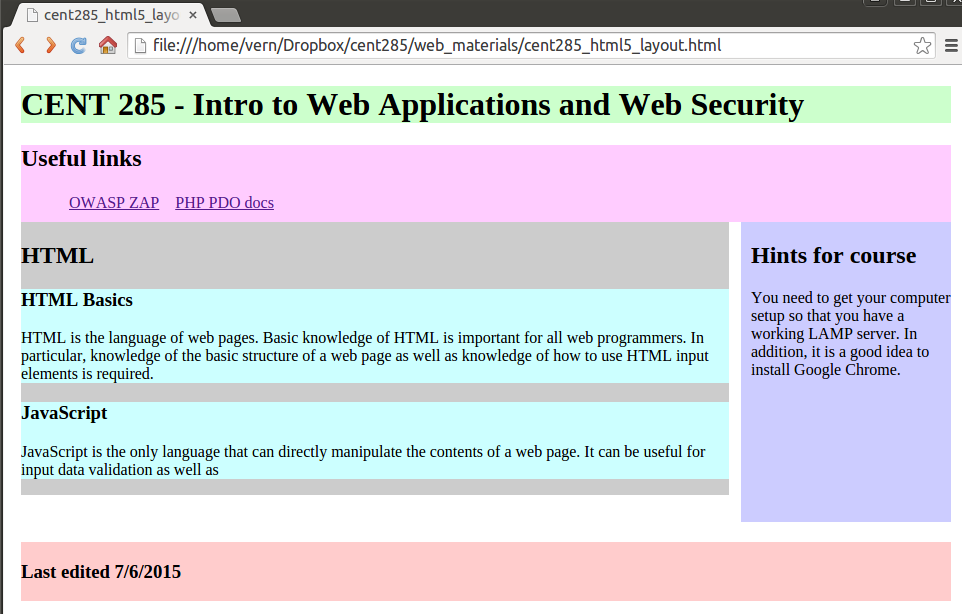 cent285_html5_layo
file:///home/vern/Dropbox/cent285/web_materials/cent285_html5_layout.html
CENT 285 - Intro to Web Applications and Web Security
Useful links
OWASP ZAP PHP PDO docs
HTML
HTML Basics
HTML is the language of web pages. Basic knowledge of HTML is important for all web programmers. In
particular, knowledge of the basic structure of a web page as well as knowledge of how to use HTML input
elements is required.
JavaScript
JavaScript is the only language that can directly manipulate the contents of a web page. It can be useful for
input data validation as well as
Hints for course
You need to get your computer
setup so that you have a
working LAMP server. In
addition, it is a good idea to
install Google Chrome.
Last edited 7/6/2015